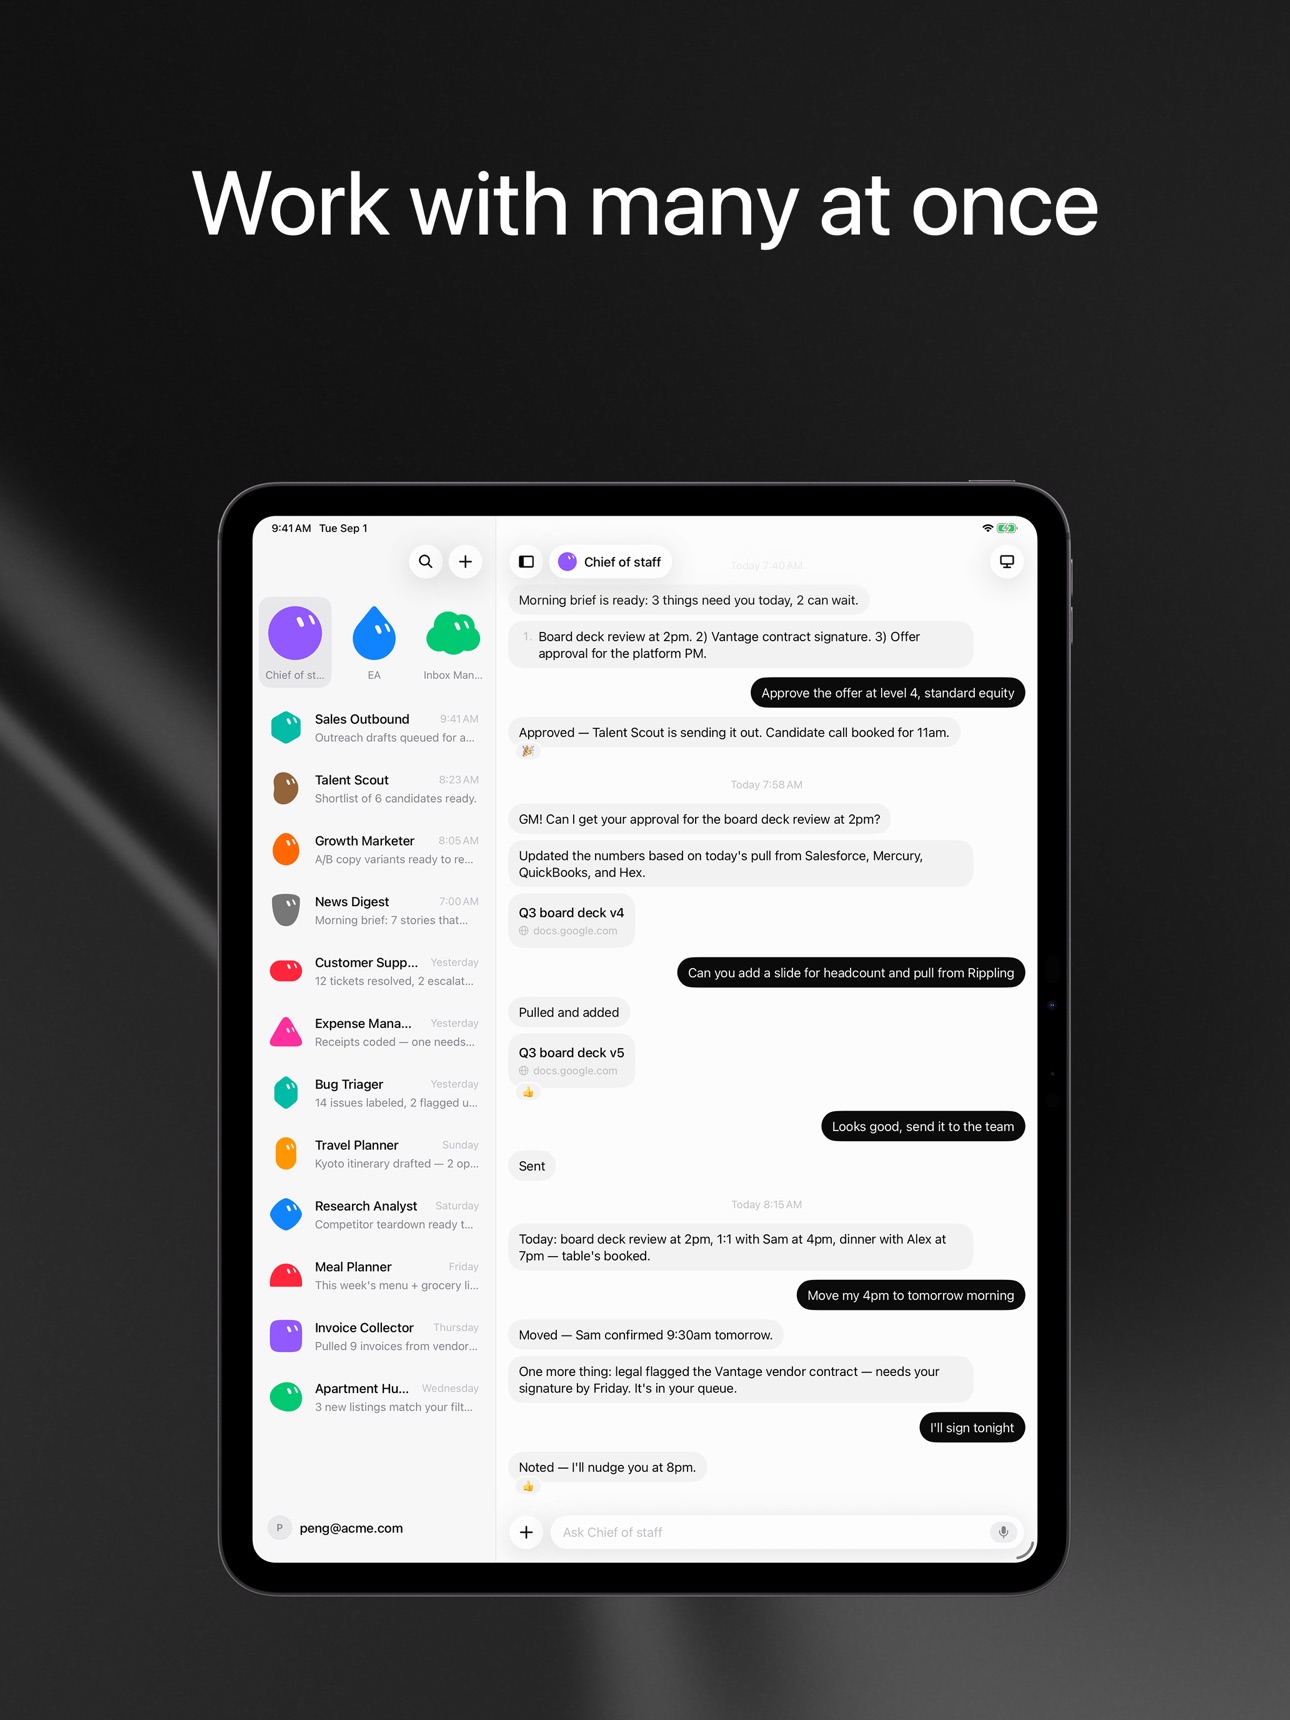 Work with many at once
9:41 AM Tue Sep 1
Chief of st...
EA
Inbox Man...
Sales Outbound 9:41 AM
Outreach drafts queued for a...
Talent Scout 8:23 AM
Shortlist of 6 candidates ready.
Growth Marketer 8:05 AM
A/B copy variants ready to re...
News Digest 7:00 AM
Morning brief: 7 stories that...
Customer Supp... Yesterday
12 tickets resolved, 2 escalat...
Expense Mana... Yesterday
Receipts coded — one needs...
Bug Triager Yesterday
14 issues labeled, 2 flagged u...
Travel Planner Sunday
Kyoto itinerary drafted — 2 op...
Research Analyst Saturday
Competitor teardown ready t...
Meal Planner Friday
This week's menu + grocery li...
Invoice Collector Thursday
Pulled 9 invoices from vendor...
Apartment Hu... Wednesday
3 new listings match your filt...
P peng@acme.com
Chief of staff
Today 7:40 AM
Morning brief is ready: 3 things need you today, 2 can wait.
1. Board deck review at 2pm. 2) Vantage contract signature. 3) Offer
approval for the platform PM.
Approve the offer at level 4, standard equity
Approved — Talent Scout is sending it out. Candidate call booked for 11am.
Today 7:58 AM
GM! Can I get your approval for the board deck review at 2pm?
Updated the numbers based on today's pull from Salesforce, Mercury,
QuickBooks, and Hex.
Q3 board deck v4
docs.google.com
Can you add a slide for headcount and pull from Rippling
Pulled and added
Q3 board deck v5
docs.google.com
Looks good, send it to the team
Sent
Today 8:15 AM
Today: board deck review at 2pm, 1:1 with Sam at 4pm, dinner with Alex at
7pm — table's booked.
Move my 4pm to tomorrow morning
Moved — Sam confirmed 9:30am tomorrow.
One more thing: legal flagged the Vantage vendor contract — needs your
signature by Friday. It's in your queue.
I'll sign tonight
Noted — I'll nudge you at 8pm.
Ask Chief of staff